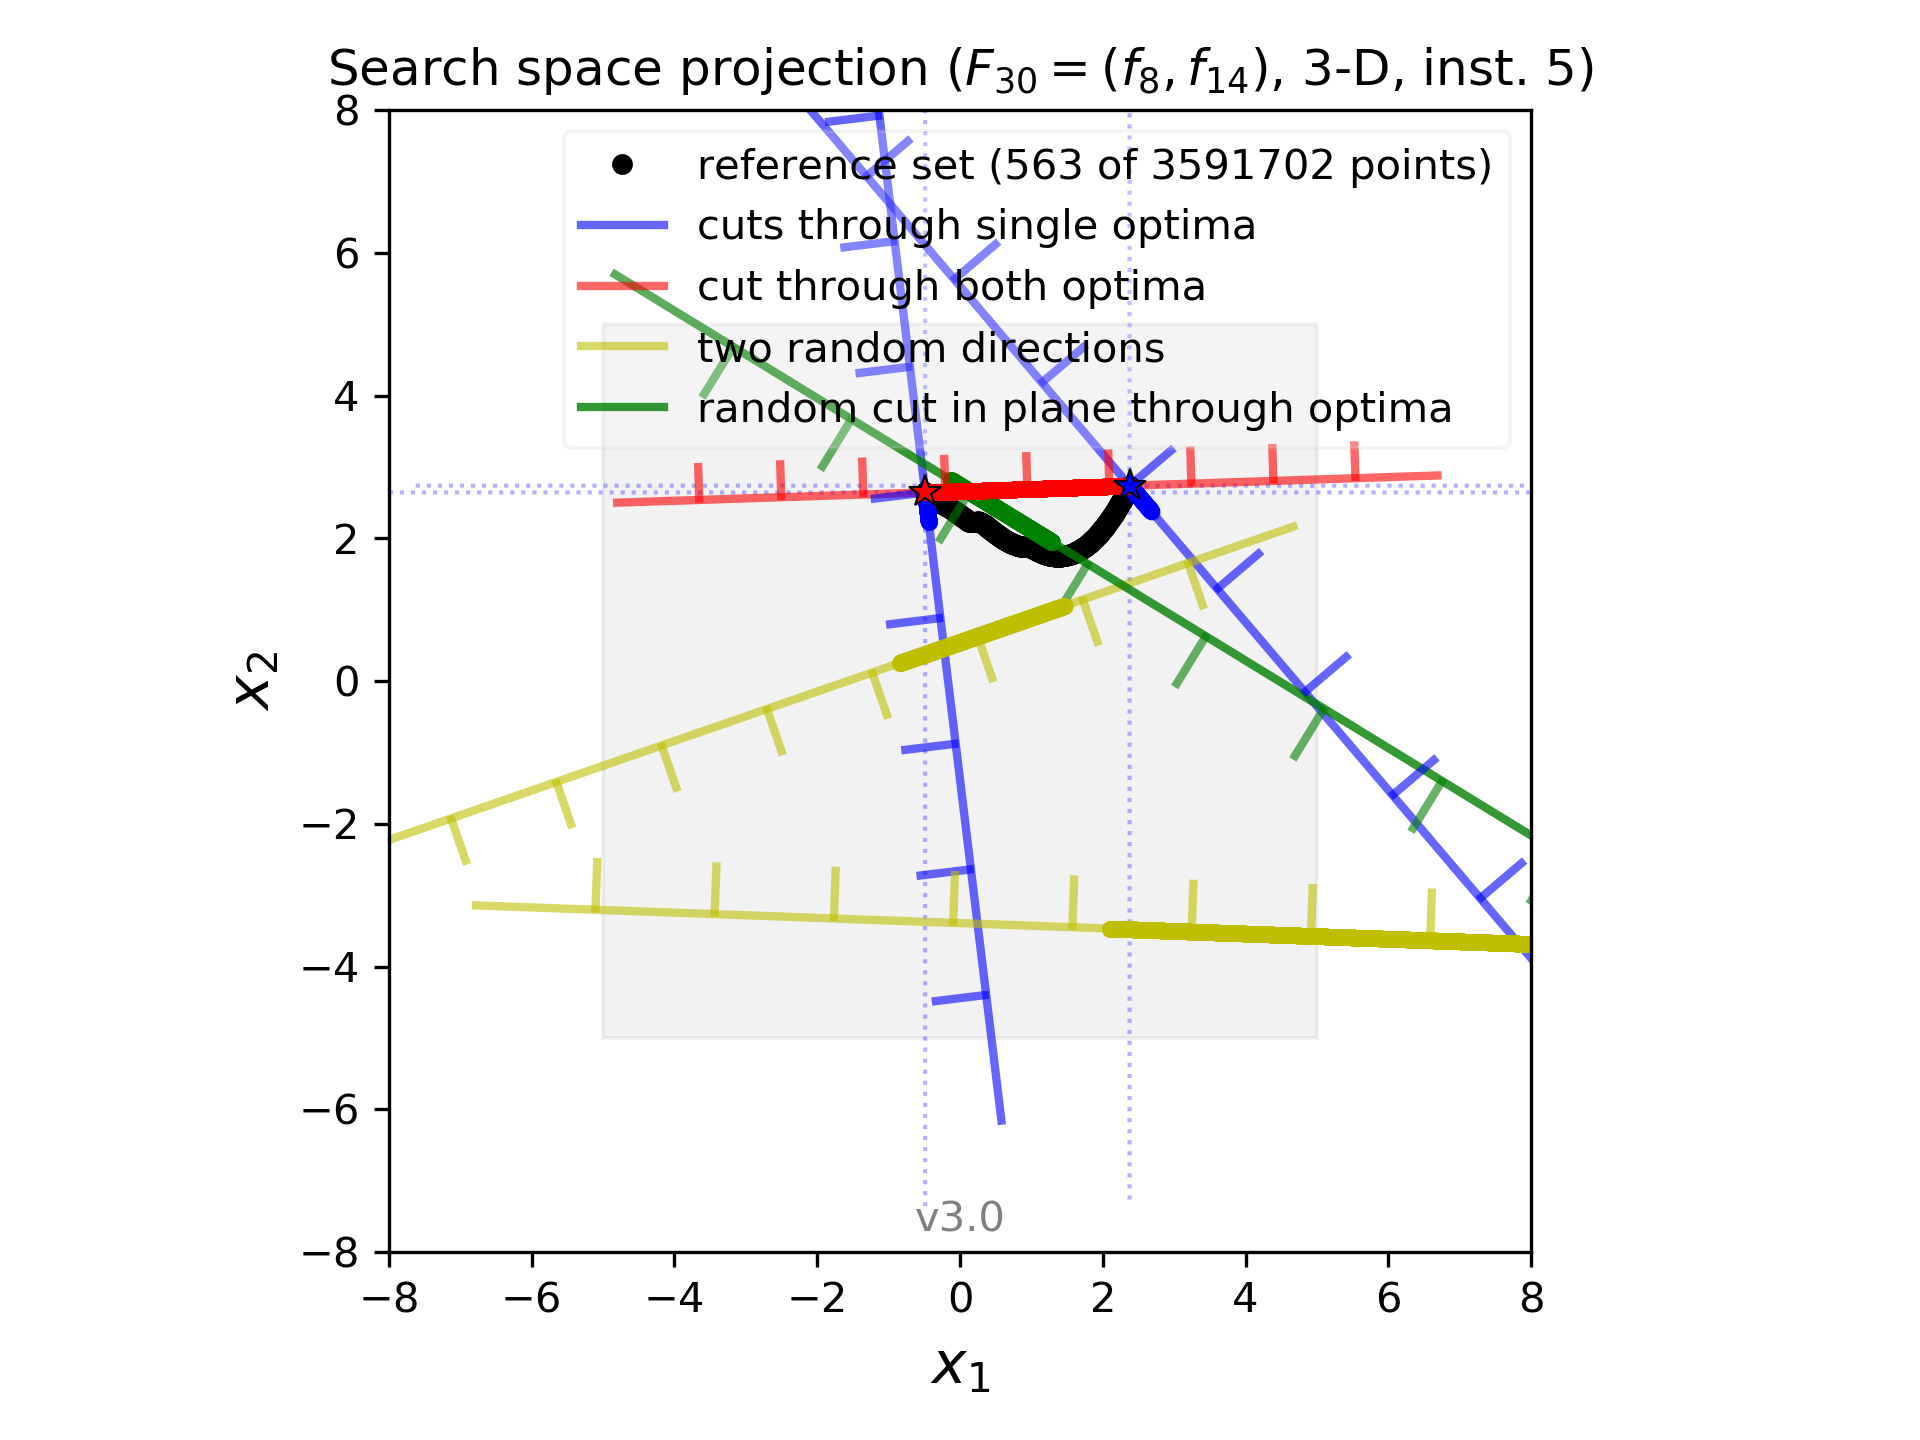 Search space projection (F30 = (f8, f14), 3-D, inst. 5)
reference set (563 of 3591702 points)
cuts through single optima
cut through both optima
two random directions
random cut in plane through optima
8
6
4
2
0
−2
−4
−6
−8
x2
v3.0
−8 −6 −4 −2 0 2 4 6 8
x1